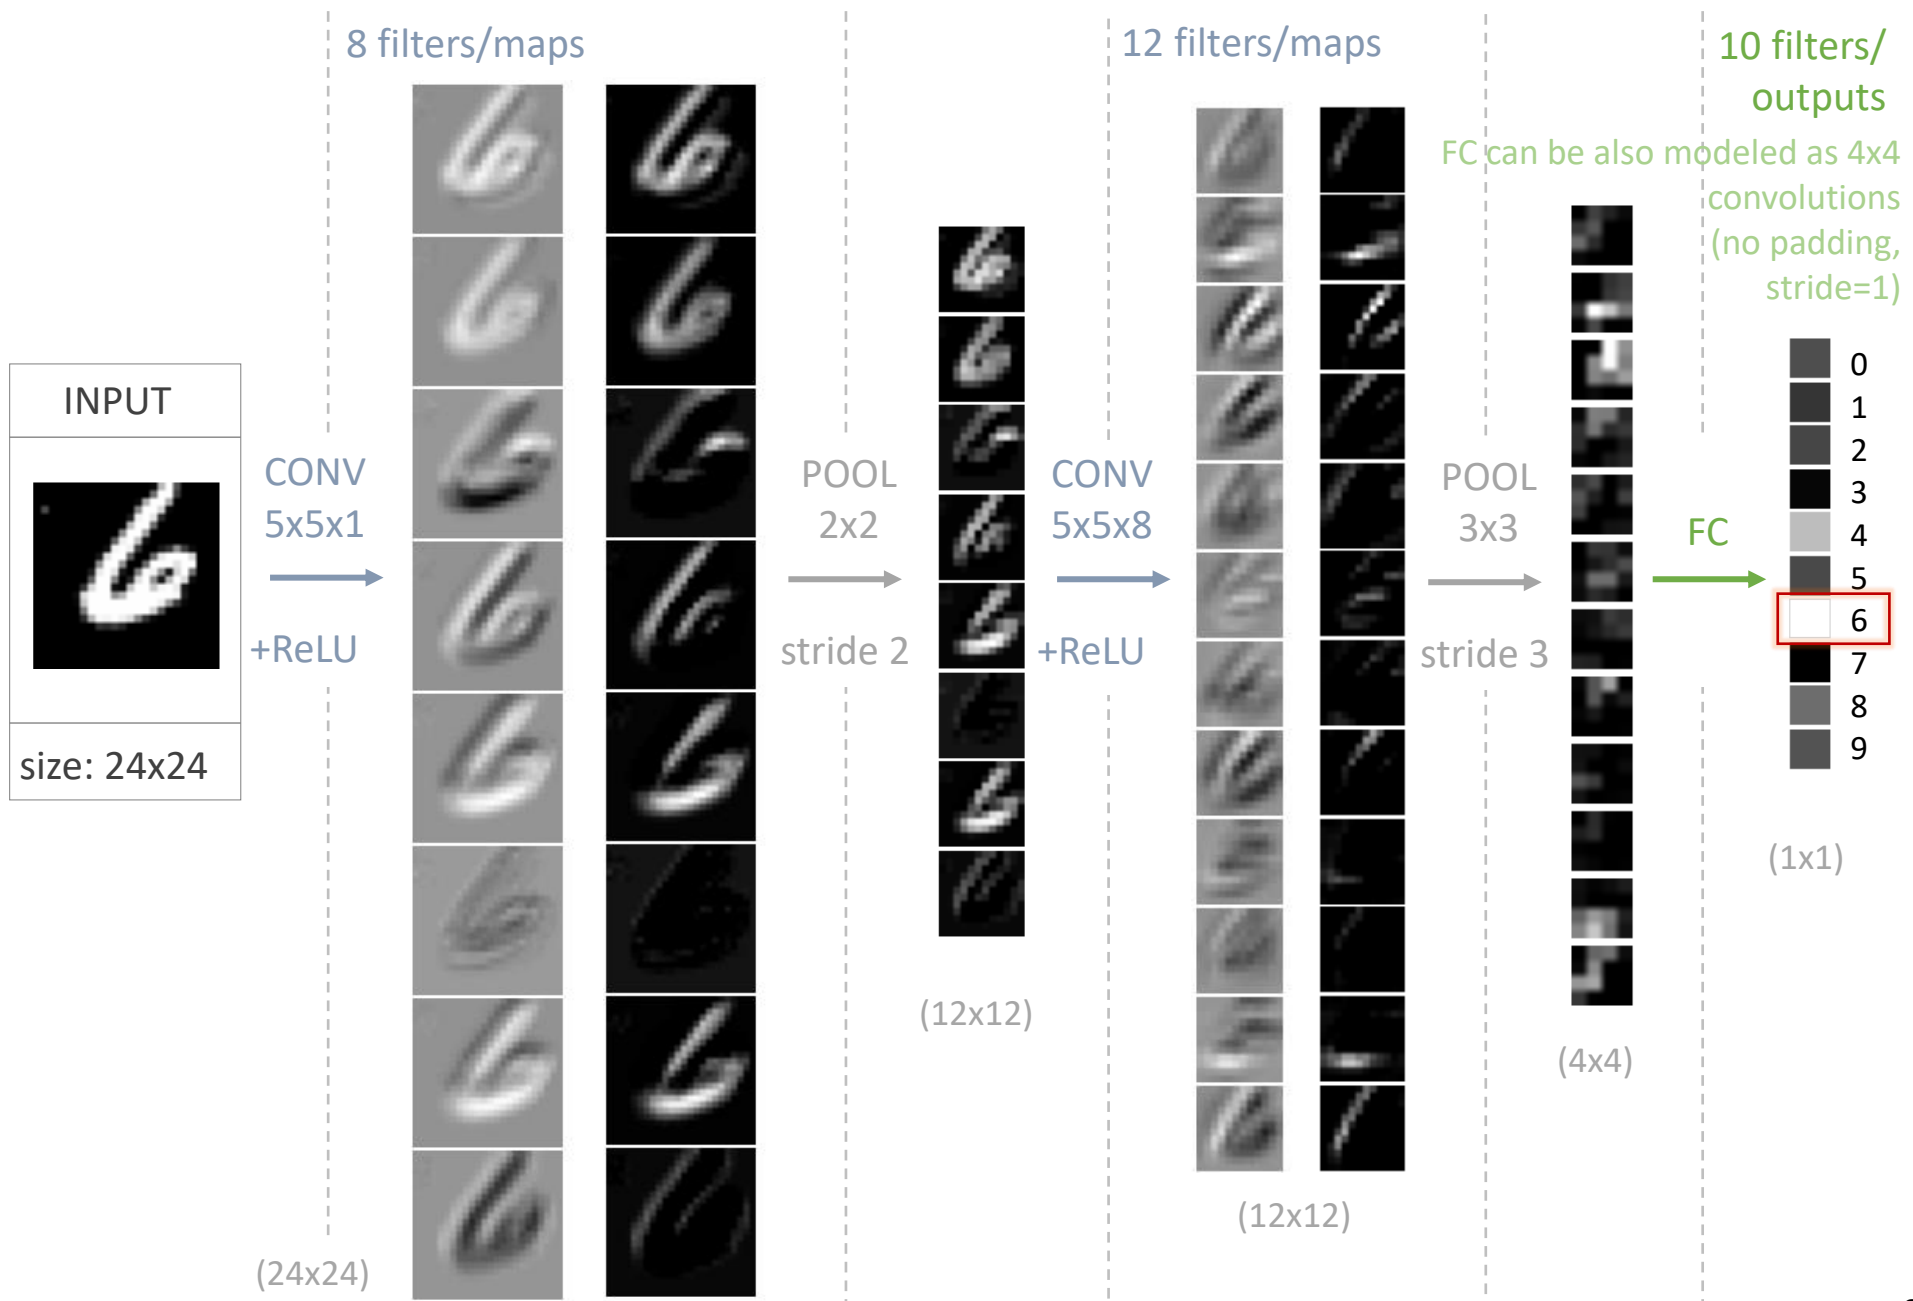 8 filters/maps
12 filters/maps
10 filters/
outputs
FC can be also modeled as 4x4
convolutions
(no padding,
stride=1)
INPUT
size: 24x24
CONV
5x5x1
+ReLU
(24x24)
POOL
2x2
stride 2
(12x12)
CONV
5x5x8
+ReLU
(12x12)
POOL
3x3
stride 3
(4x4)
FC
0
1
2
3
4
5
6
7
8
9
(1x1)